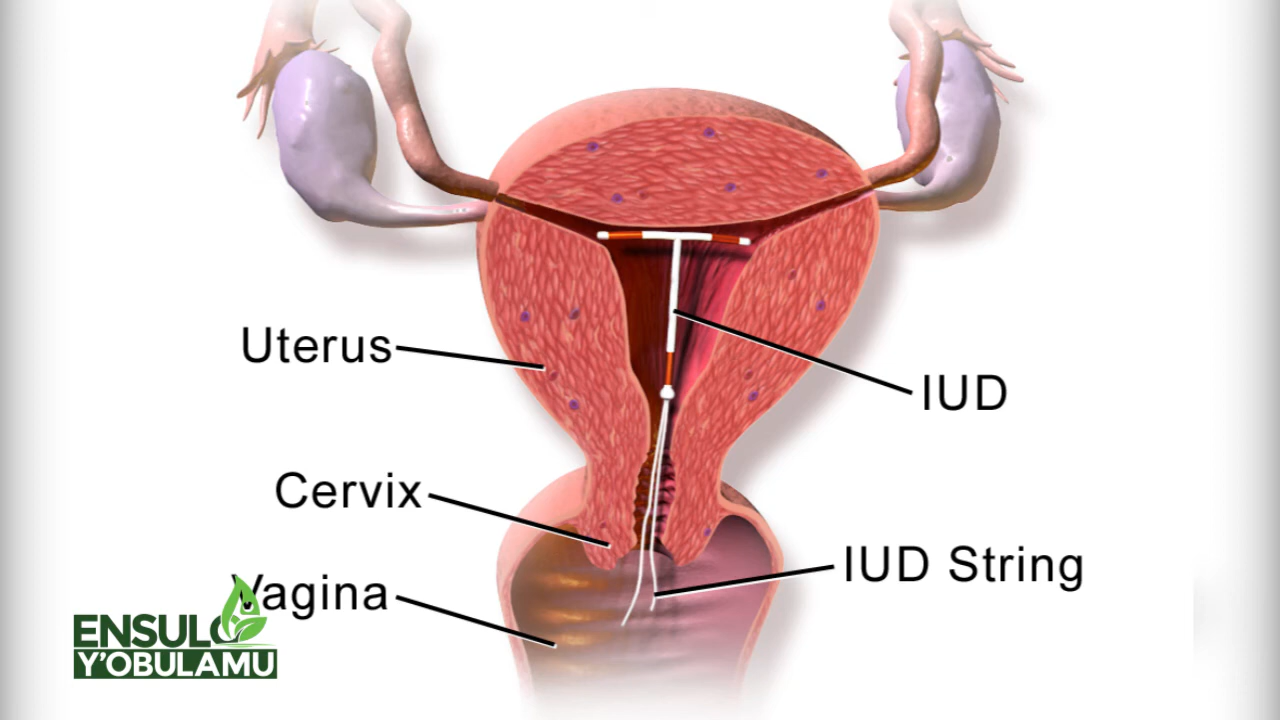 Uterus
IUD
Cervix
IUD String
Vagina
ENSULO
Y'OBULAMU